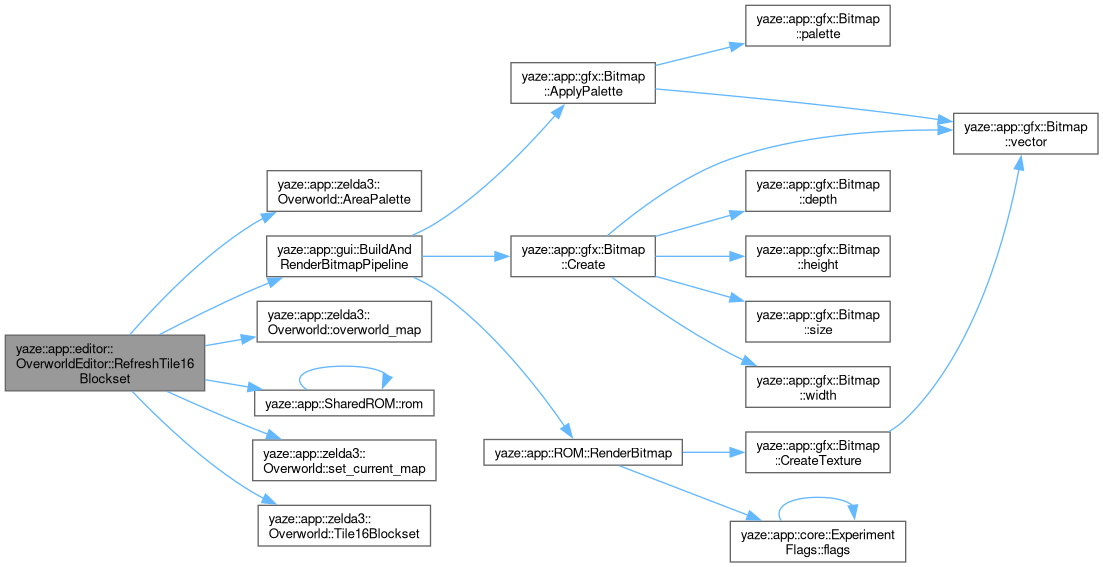 yaze::app::gfx::Bitmap
::palette
yaze::app::gfx::Bitmap
::ApplyPalette
yaze::app::gfx::Bitmap
::vector
yaze::app::zelda3::
Overworld::AreaPalette
yaze::app::gfx::Bitmap
::depth
yaze::app::gui::BuildAnd
RenderBitmapPipeline
yaze::app::gfx::Bitmap
::Create
yaze::app::gfx::Bitmap
::height
yaze::app::zelda3::
Overworld::overworld_map
yaze::app::gfx::Bitmap
::size
yaze::app::editor::
OverworldEditor::RefreshTile16
Blockset
yaze::app::SharedROM::rom
yaze::app::gfx::Bitmap
::width
yaze::app::zelda3::
Overworld::set_current_map
yaze::app::ROM::RenderBitmap
yaze::app::gfx::Bitmap
::CreateTexture
yaze::app::zelda3::
Overworld::Tile16Blockset
yaze::app::core::Experiment
Flags::flags